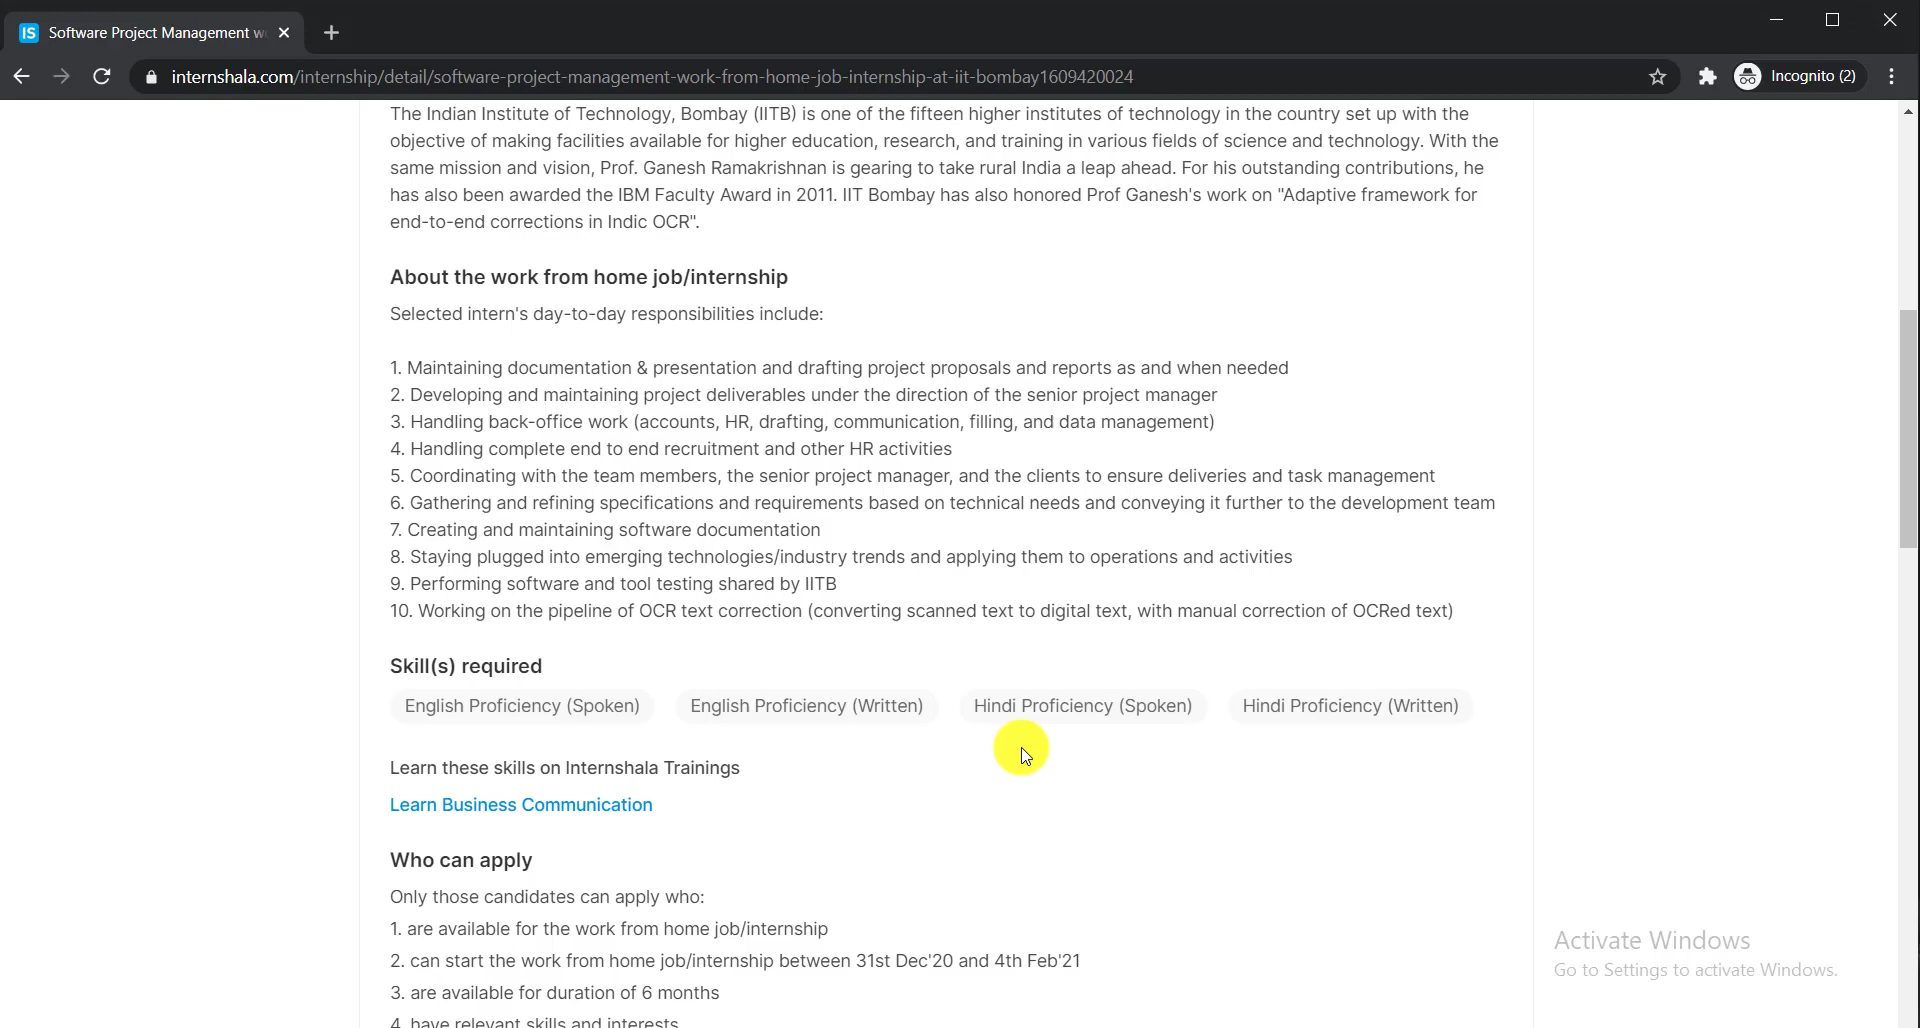 IS Software Project Management w
internshala.com/internship/detail/software-project-management-work-from-home-job-internship-at-iit-bombay1609420024
Incognito (2)
The Indian Institute of Technology, Bombay (IITB) is one of the fifteen higher institutes of technology in the country set up with the
objective of making facilities available for higher education, research, and training in various fields of science and technology. With the
same mission and vision, Prof. Ganesh Ramakrishnan is gearing to take rural India a leap ahead. For his outstanding contributions, he
has also been awarded the IBM Faculty Award in 2011. IIT Bombay has also honored Prof Ganesh's work on "Adaptive framework for
end-to-end corrections in Indic OCR".
About the work from home job/internship
Selected intern's day-to-day responsibilities include:
1. Maintaining documentation & presentation and drafting project proposals and reports as and when needed
2. Developing and maintaining project deliverables under the direction of the senior project manager
3. Handling back-office work (accounts, HR, drafting, communication, filling, and data management)
4. Handling complete end to end recruitment and other HR activities
5. Coordinating with the team members, the senior project manager, and the clients to ensure deliveries and task management
6. Gathering and refining specifications and requirements based on technical needs and conveying it further to the development team
7. Creating and maintaining software documentation
8. Staying plugged into emerging technologies/industry trends and applying them to operations and activities
9. Performing software and tool testing shared by IITB
10. Working on the pipeline of OCR text correction (converting scanned text to digital text, with manual correction of OCRed text)
Skill(s) required
English Proficiency (Spoken) English Proficiency (Written) Hindi Proficiency (Spoken) Hindi Proficiency (Written)
Learn these skills on Internshala Trainings
Learn Business Communication
Who can apply
Only those candidates can apply who:
1. are available for the work from home job/internship
2. can start the work from home job/internship between 31st Dec'20 and 4th Feb'21
3. are available for duration of 6 months
4. have relevant skills and interests
Activate Windows
Go to Settings to activate Windows.